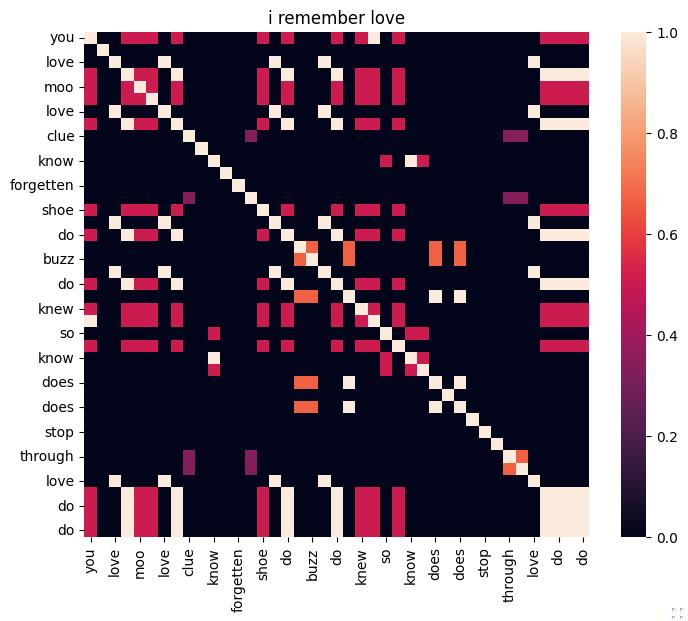 i remember love
you
love
moo
love
clue
know
forgetten
shoe
do
buzz
do
knew
so
know
does
does
stop
through
love
do
do
1.0
0.8
0.6
0.4
0.2
0.0
you
love
moo
love
clue
know
forgetten
shoe
do
buzz
do
knew
so
know
does
does
stop
through
love
do
do